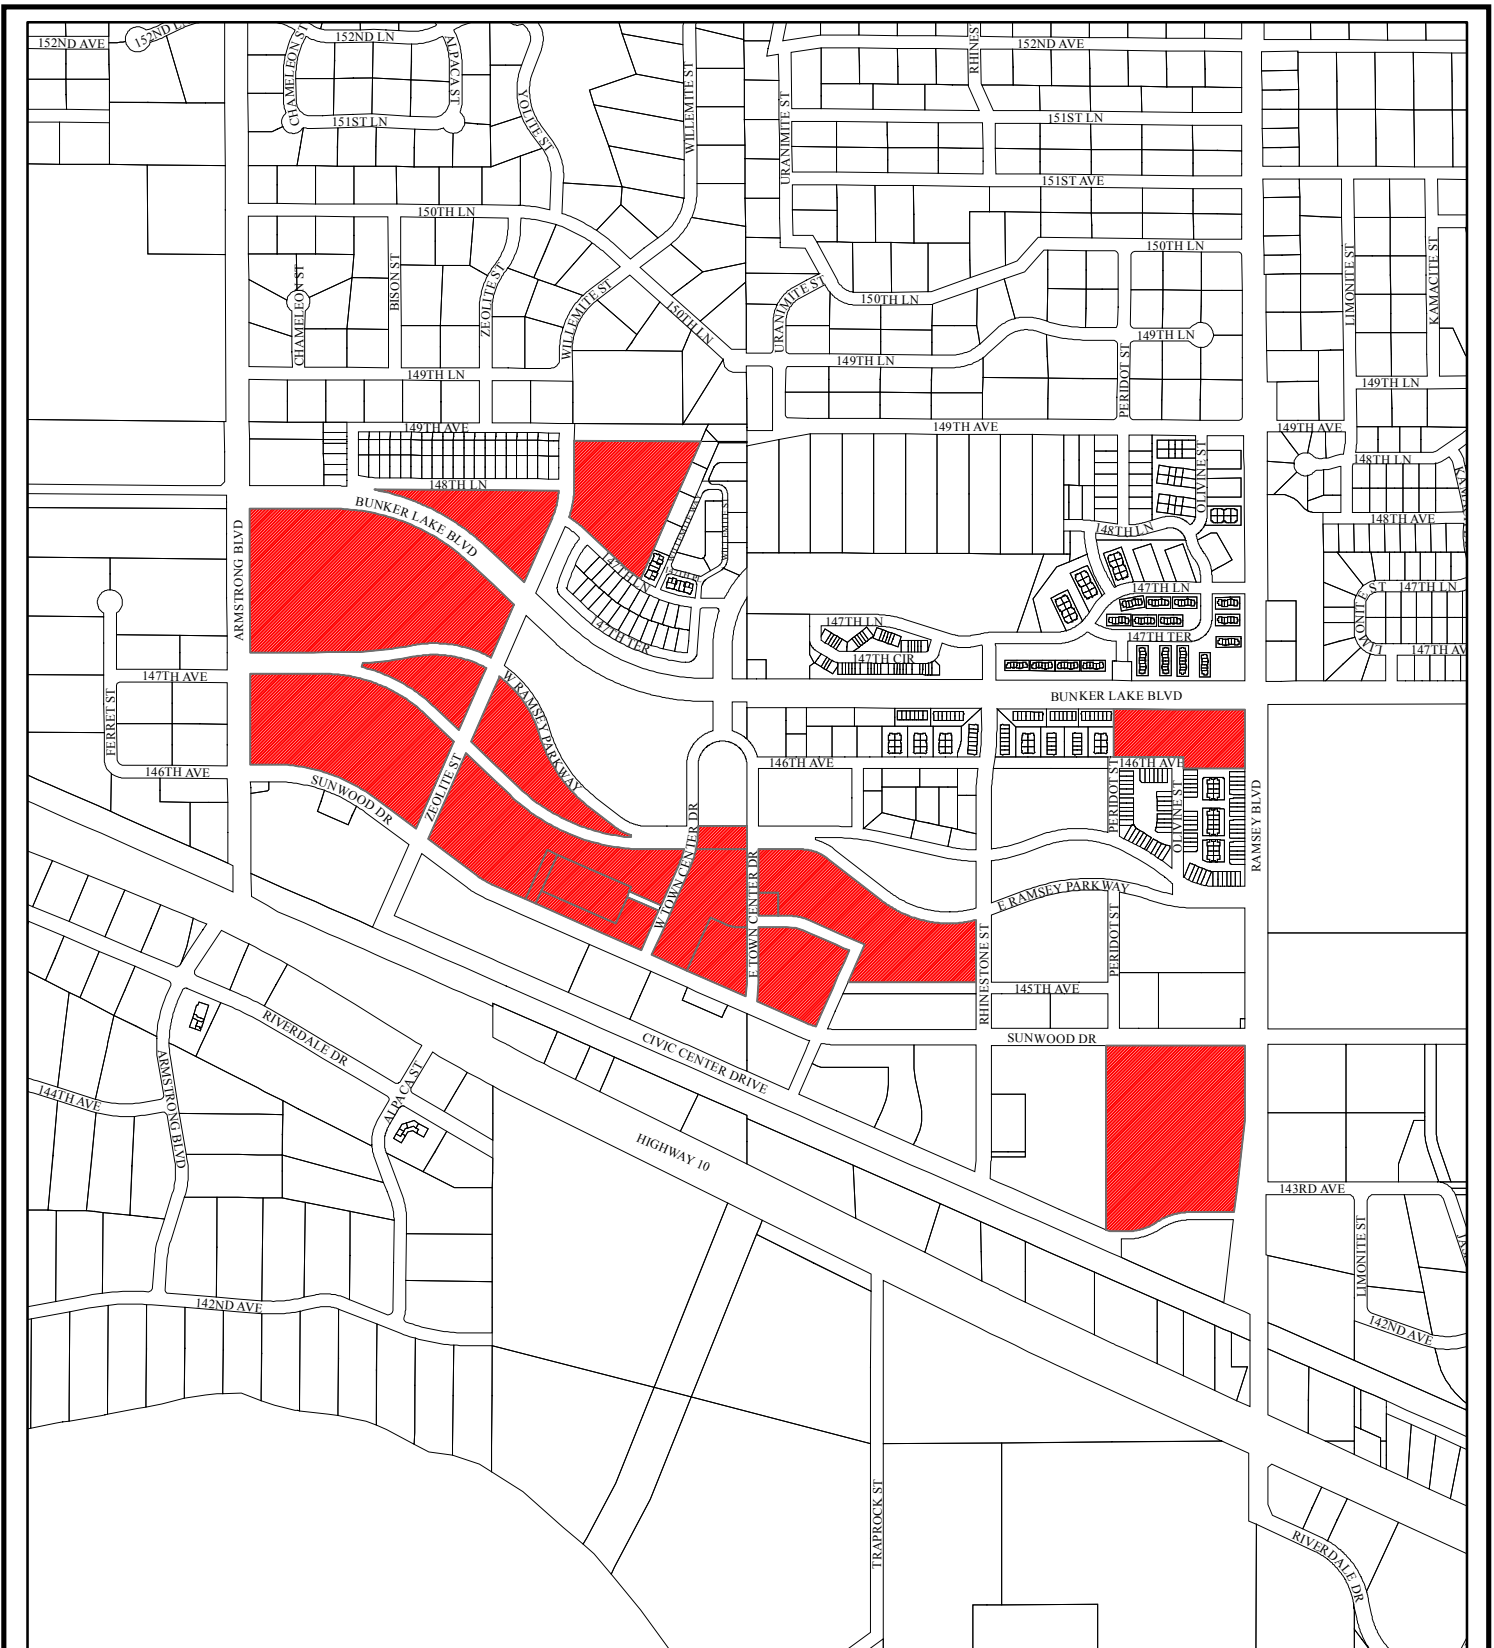 152ND AVE
152ND LN
152ND AVE
CHAMELEON ST
ALPACA ST
YOLITE ST
WILLEMITE ST
URANIMITE ST
RHINES
151ST LN
151ST LN
151ST AVE
150TH LN
150TH LN
CHAMELEON ST
BISON ST
ZEOLITE ST
WILLEMITE ST
150TH LN
URANIMITE ST
150TH LN
LIMONITE ST
KAMACITE ST
149TH LN
149TH LN
149TH LN
PERIDOT ST
149TH LN
149TH AVE
149TH AVE
149TH AVE
148TH LN
148TH LN
OLIVINE ST
BUNKER LAKE BLVD
ARMSTRONG BLVD
148TH LN
148TH AVE
147TH LN
147TH LN
147TH LN
LIMONITE ST
147TH TER
147TH LN
147TH TER
147TH CIR
147TH AV
147TH AVE
FERRET ST
W RAMSEY PARKWAY
BUNKER LAKE BLVD
146TH AVE
SUNWOOD DR
ZEOLITE ST
146TH AVE
146TH AVE
PERIDOT ST
OLIVINE ST
RAMSEY BLVD
W TOWN CENTER DR
E TOWN CENTER DR
E RAMSEY PARKWAY
RHINESTONE ST
PERIDOT ST
145TH AVE
RIVERDALE DR
CIVIC CENTER DRIVE
SUNWOOD DR
ARMSTRONG BLVD
144TH AVE
ALPACA ST
HIGHWAY 10
143RD AVE
LIMONITE ST
142ND AVE
142ND AVE
TRAPROCK ST
RIVERDALE DR